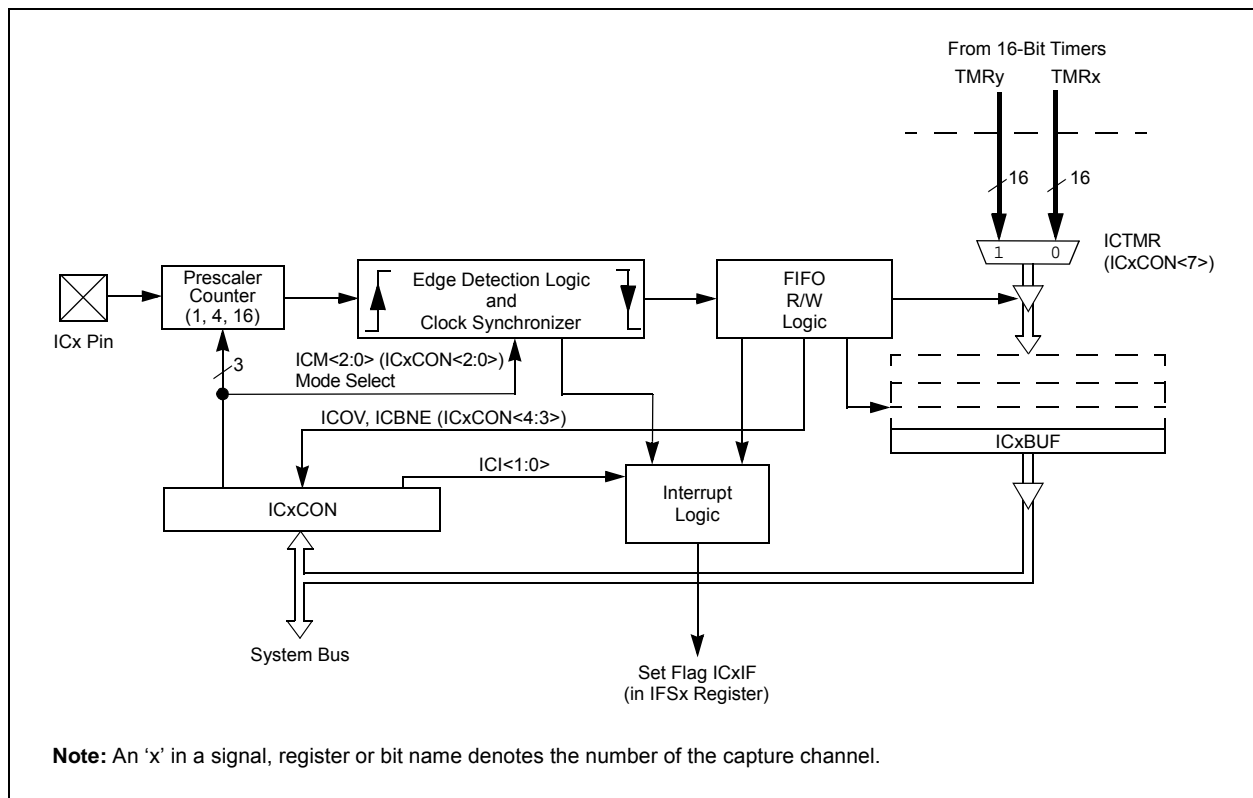 From 16-Bit Timers
TMRy TMRx
16 16
1 0
ICTMR
(ICxCON<7>)
Prescaler
Counter
(1, 4, 16)
Edge Detection Logic
and
Clock Synchronizer
FIFO
R/W
Logic
ICx Pin
3
ICM<2:0> (ICxCON<2:0>)
Mode Select
ICOV, ICBNE (ICxCON<4:3>)
ICxBUF
ICI<1:0>
Interrupt
Logic
ICxCON
System Bus
Set Flag ICxIF
(in IFSx Register)
Note: An ‘x’ in a signal, register or bit name denotes the number of the capture channel.